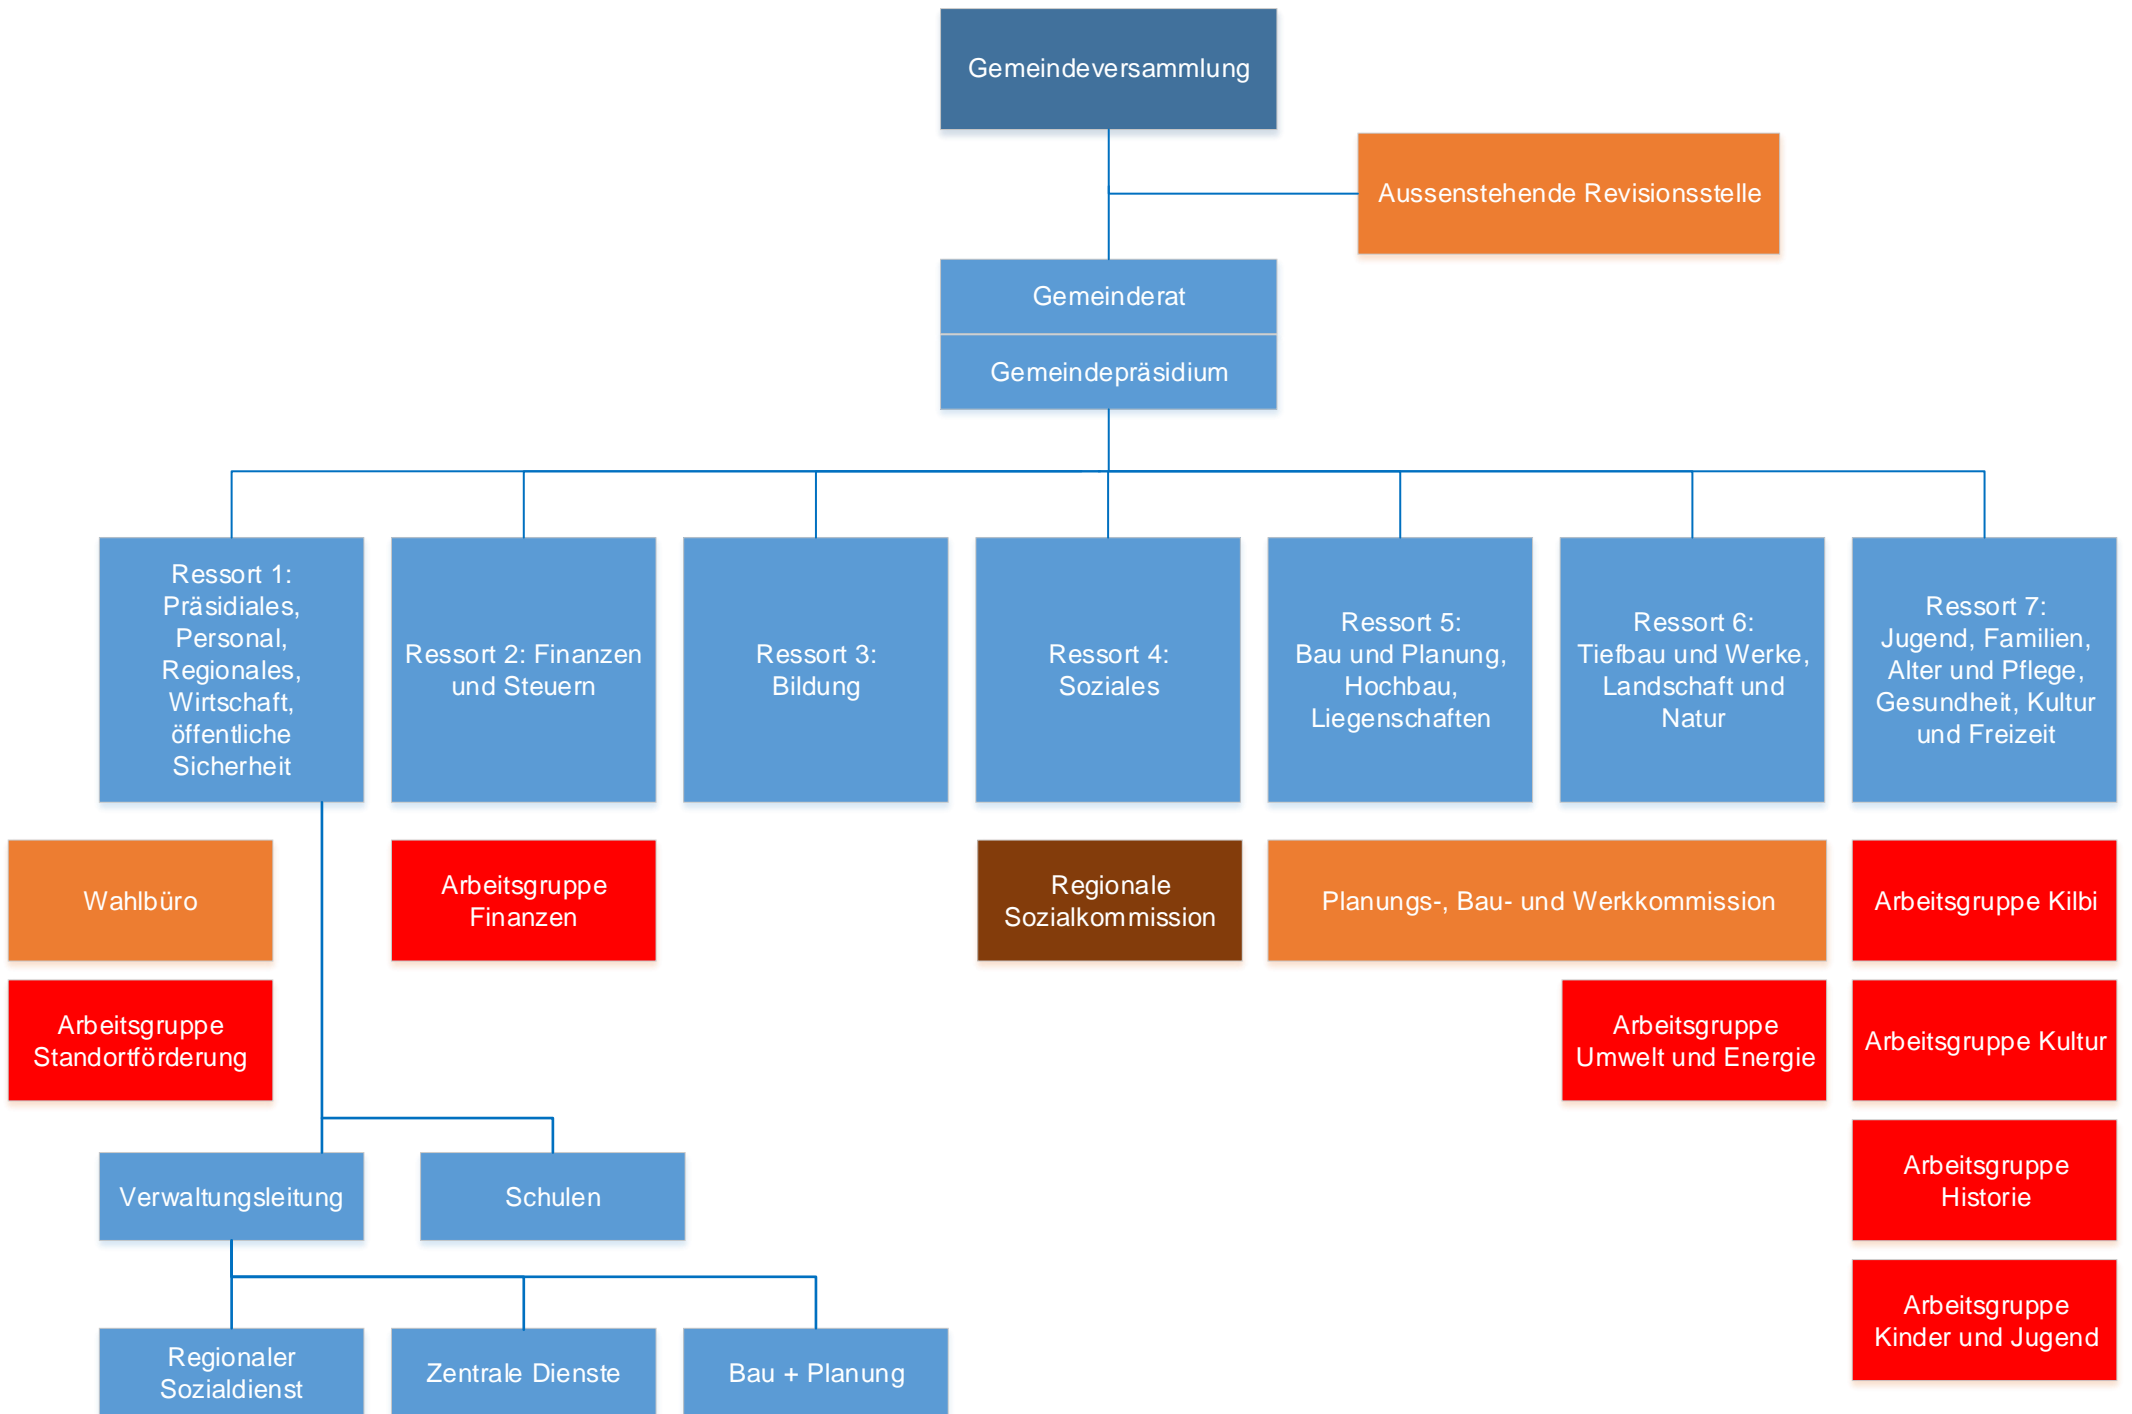 Gemeindeversammlung
Aussenstehende Revisionsstelle
Gemeinderat
Gemeindepräsidium
Ressort 1:
Präsidiales,
Personal,
Regionales,
Wirtschaft,
öffentliche
Sicherheit
Ressort 2: Finanzen
und Steuern
Ressort 3:
Bildung
Ressort 4:
Soziales
Ressort 5:
Bau und Planung,
Hochbau,
Liegenschaften
Ressort 6:
Tiefbau und Werke,
Landschaft und
Natur
Ressort 7:
Jugend, Familien,
Alter und Pflege,
Gesundheit, Kultur
und Freizeit
Wahlbüro
Arbeitsgruppe
Finanzen
Regionale
Sozialkommission
Planungs-, Bau- und Werkkommission
Arbeitsgruppe Kilbi
Arbeitsgruppe
Standortförderung
Arbeitsgruppe
Umwelt und Energie
Arbeitsgruppe Kultur
Verwaltungsleitung
Schulen
Arbeitsgruppe
Historie
Arbeitsgruppe
Kinder und Jugend
Regionaler
Sozialdienst
Zentrale Dienste
Bau + Planung